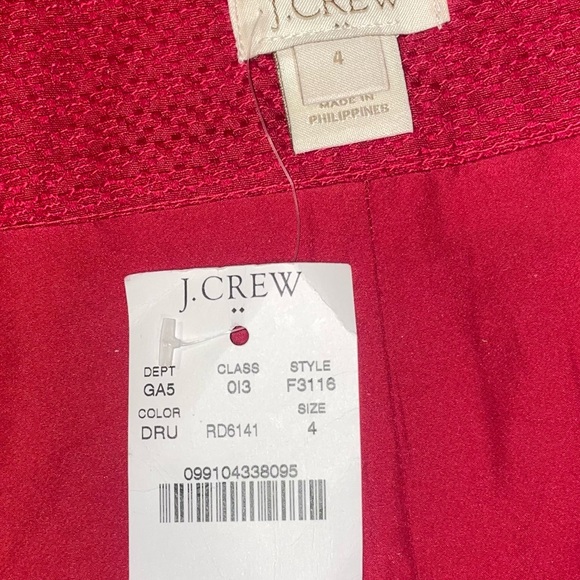 J.CREW
4
MADE IN
PHILIPPINES
J.CREW
DEPT CLASS STYLE
GA5 013 F3116
COLOR SIZE
DRU RD6141 4
099104338095